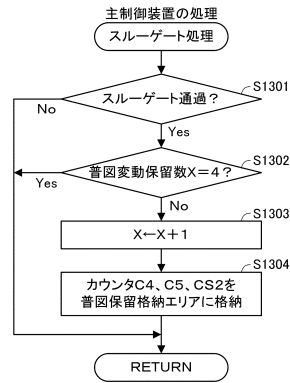 主制御装置の処理
スルーゲート処理
S1301
スルーゲート通過？
No
Yes
S1302
普図変動保留数X＝4？
Yes
No
S1303
X←X＋1
S1304
カウンタC4、C5、CS2を
普図保留格納エリアに格納
RETURN